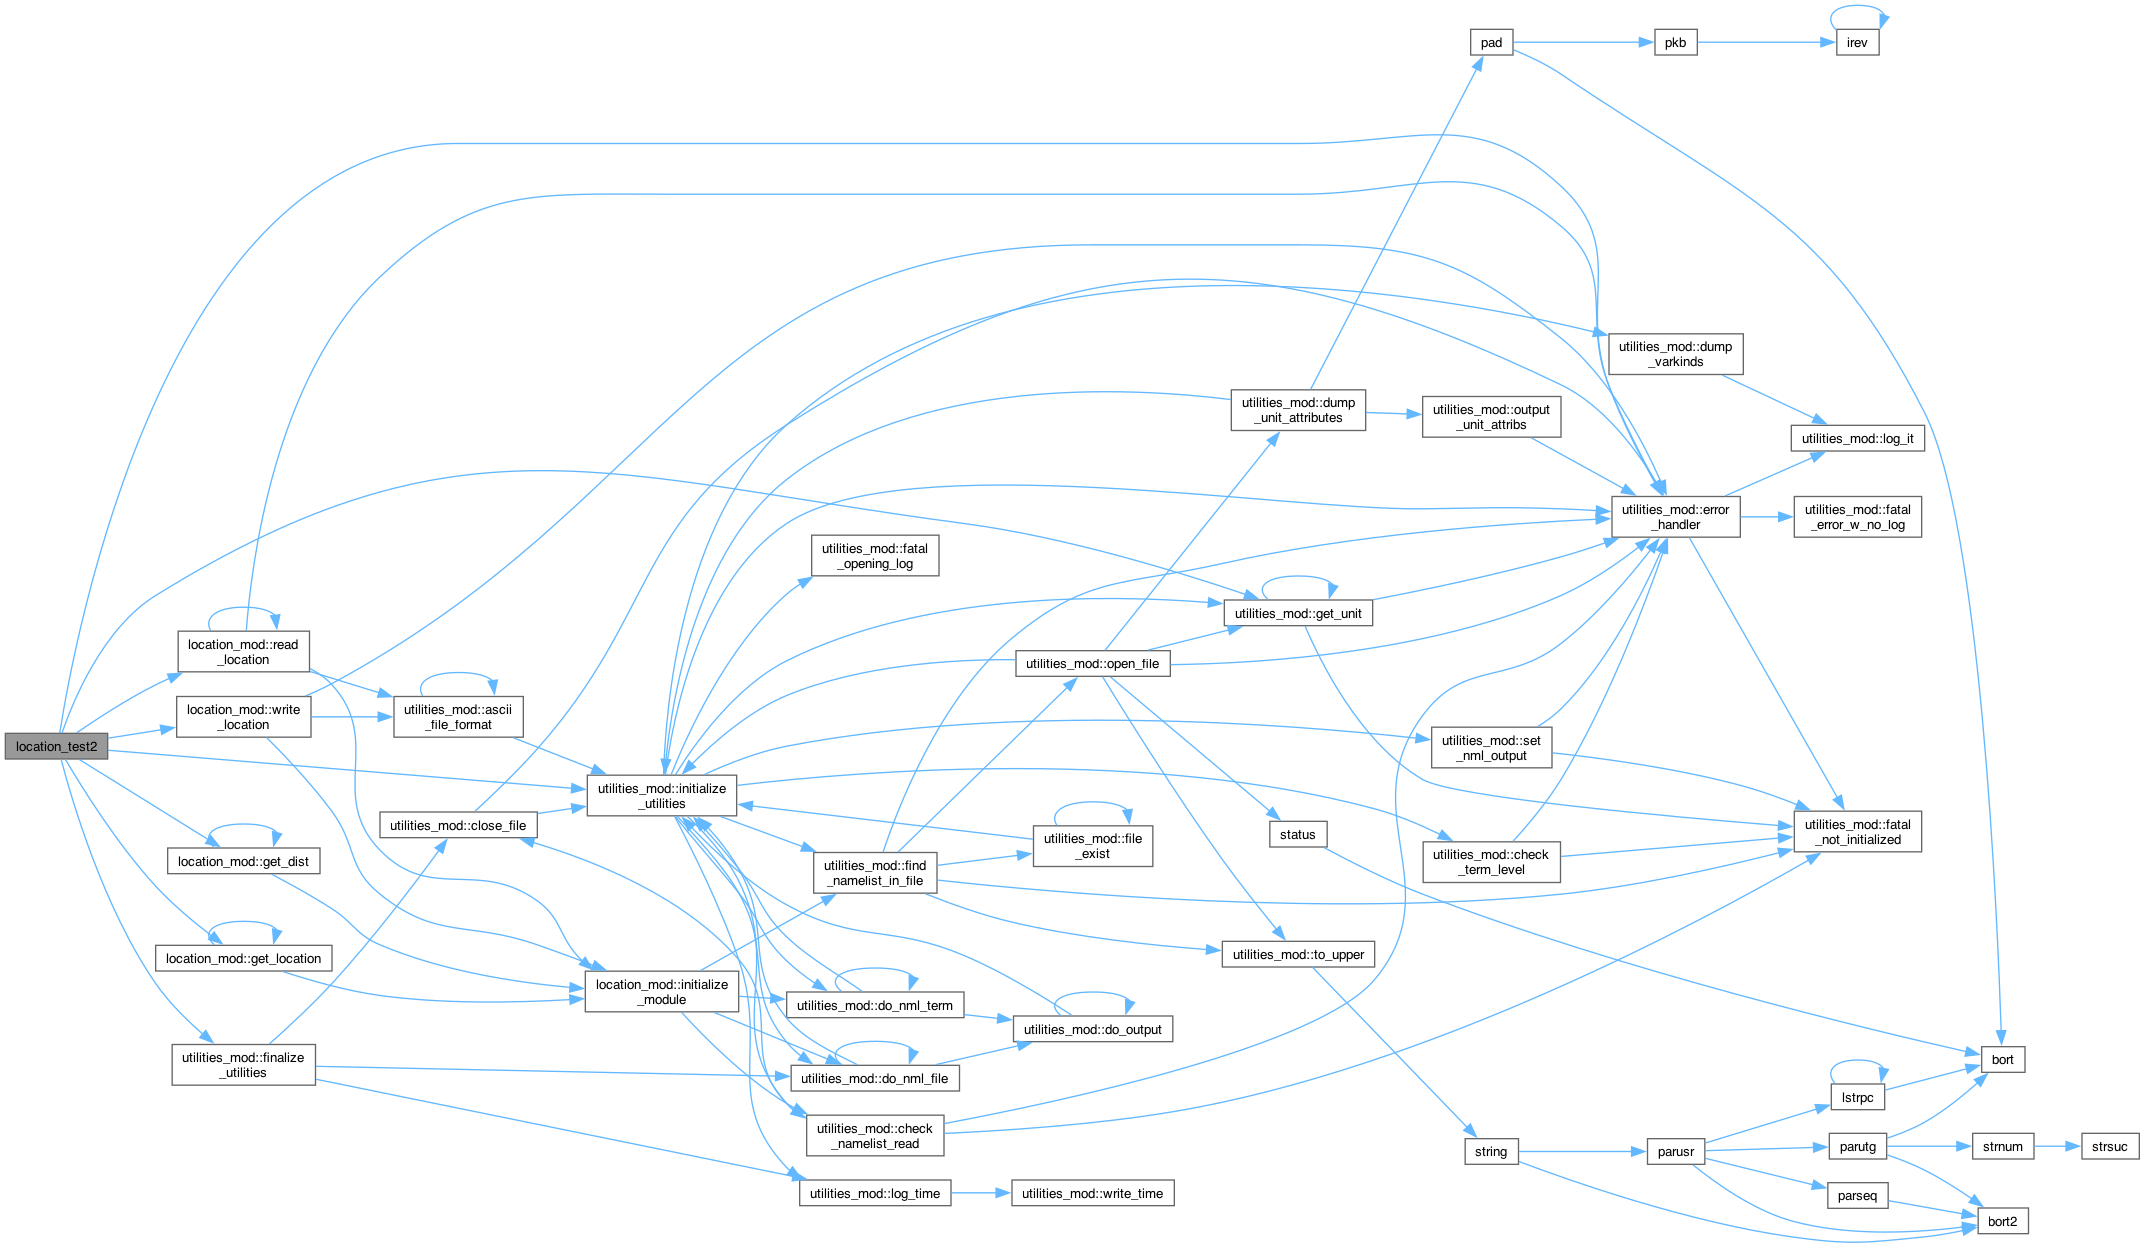 pad
pkb
irev
utilities_mod::dump
_varkinds
utilities_mod::dump
_unit_attributes
utilities_mod::output
_unit_attribs
utilities_mod::log_it
utilities_mod::error
_handler
utilities_mod::fatal
_error_w_no_log
utilities_mod::fatal
_opening_log
utilities_mod::get_unit
location_mod::read
_location
utilities_mod::open_file
location_mod::write
_location
utilities_mod::ascii
_file_format
location_test2
utilities_mod::set
_nml_output
utilities_mod::initialize
_utilities
utilities_mod::close_file
status
utilities_mod::file
_exist
utilities_mod::fatal
_not_initialized
location_mod::get_dist
utilities_mod::find
_namelist_in_file
utilities_mod::check
_term_level
location_mod::get_location
utilities_mod::to_upper
location_mod::initialize
_module
utilities_mod::do_nml_term
utilities_mod::do_output
utilities_mod::finalize
_utilities
utilities_mod::do_nml_file
bort
lstrpc
utilities_mod::check
_namelist_read
string
parusr
parutg
strnum
strsuc
utilities_mod::log_time
utilities_mod::write_time
parseq
bort2